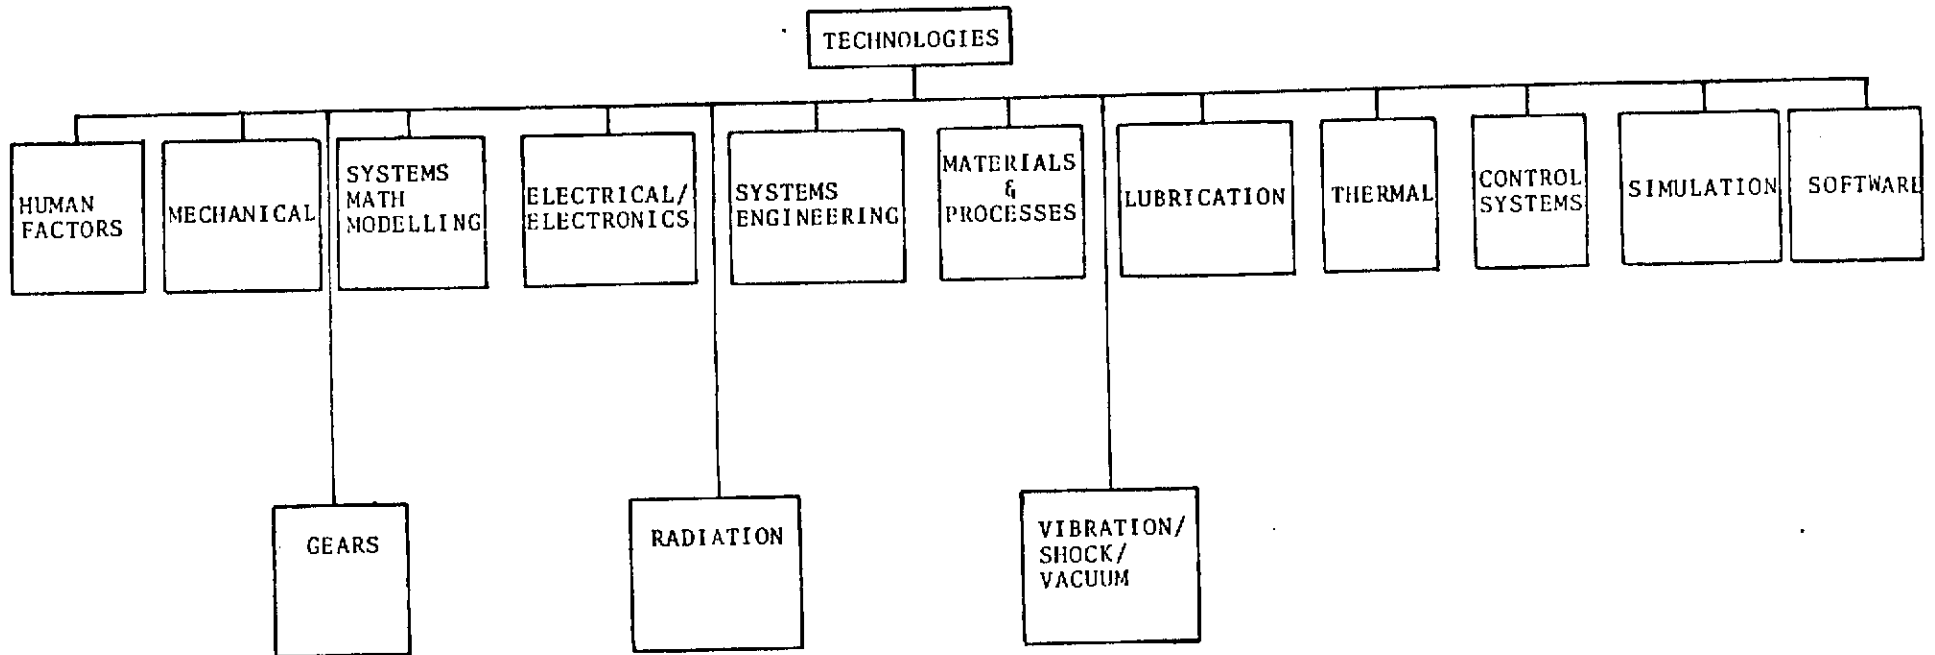 TECHNOLOGIES
HUMAN
FACTORS
MECHANICAL
SYSTEMS
MATH
MODELLING
ELECTRICAL/
ELECTRONICS
SYSTEMS
ENGINEERING
MATERIALS
&
PROCESSES
LUBRICATION
THERMAL
CONTROL
SYSTEMS
SIMULATION
SOFTWARE
GEARS
RADIATION
VIBRATION/
SHOCK/
VACUUM